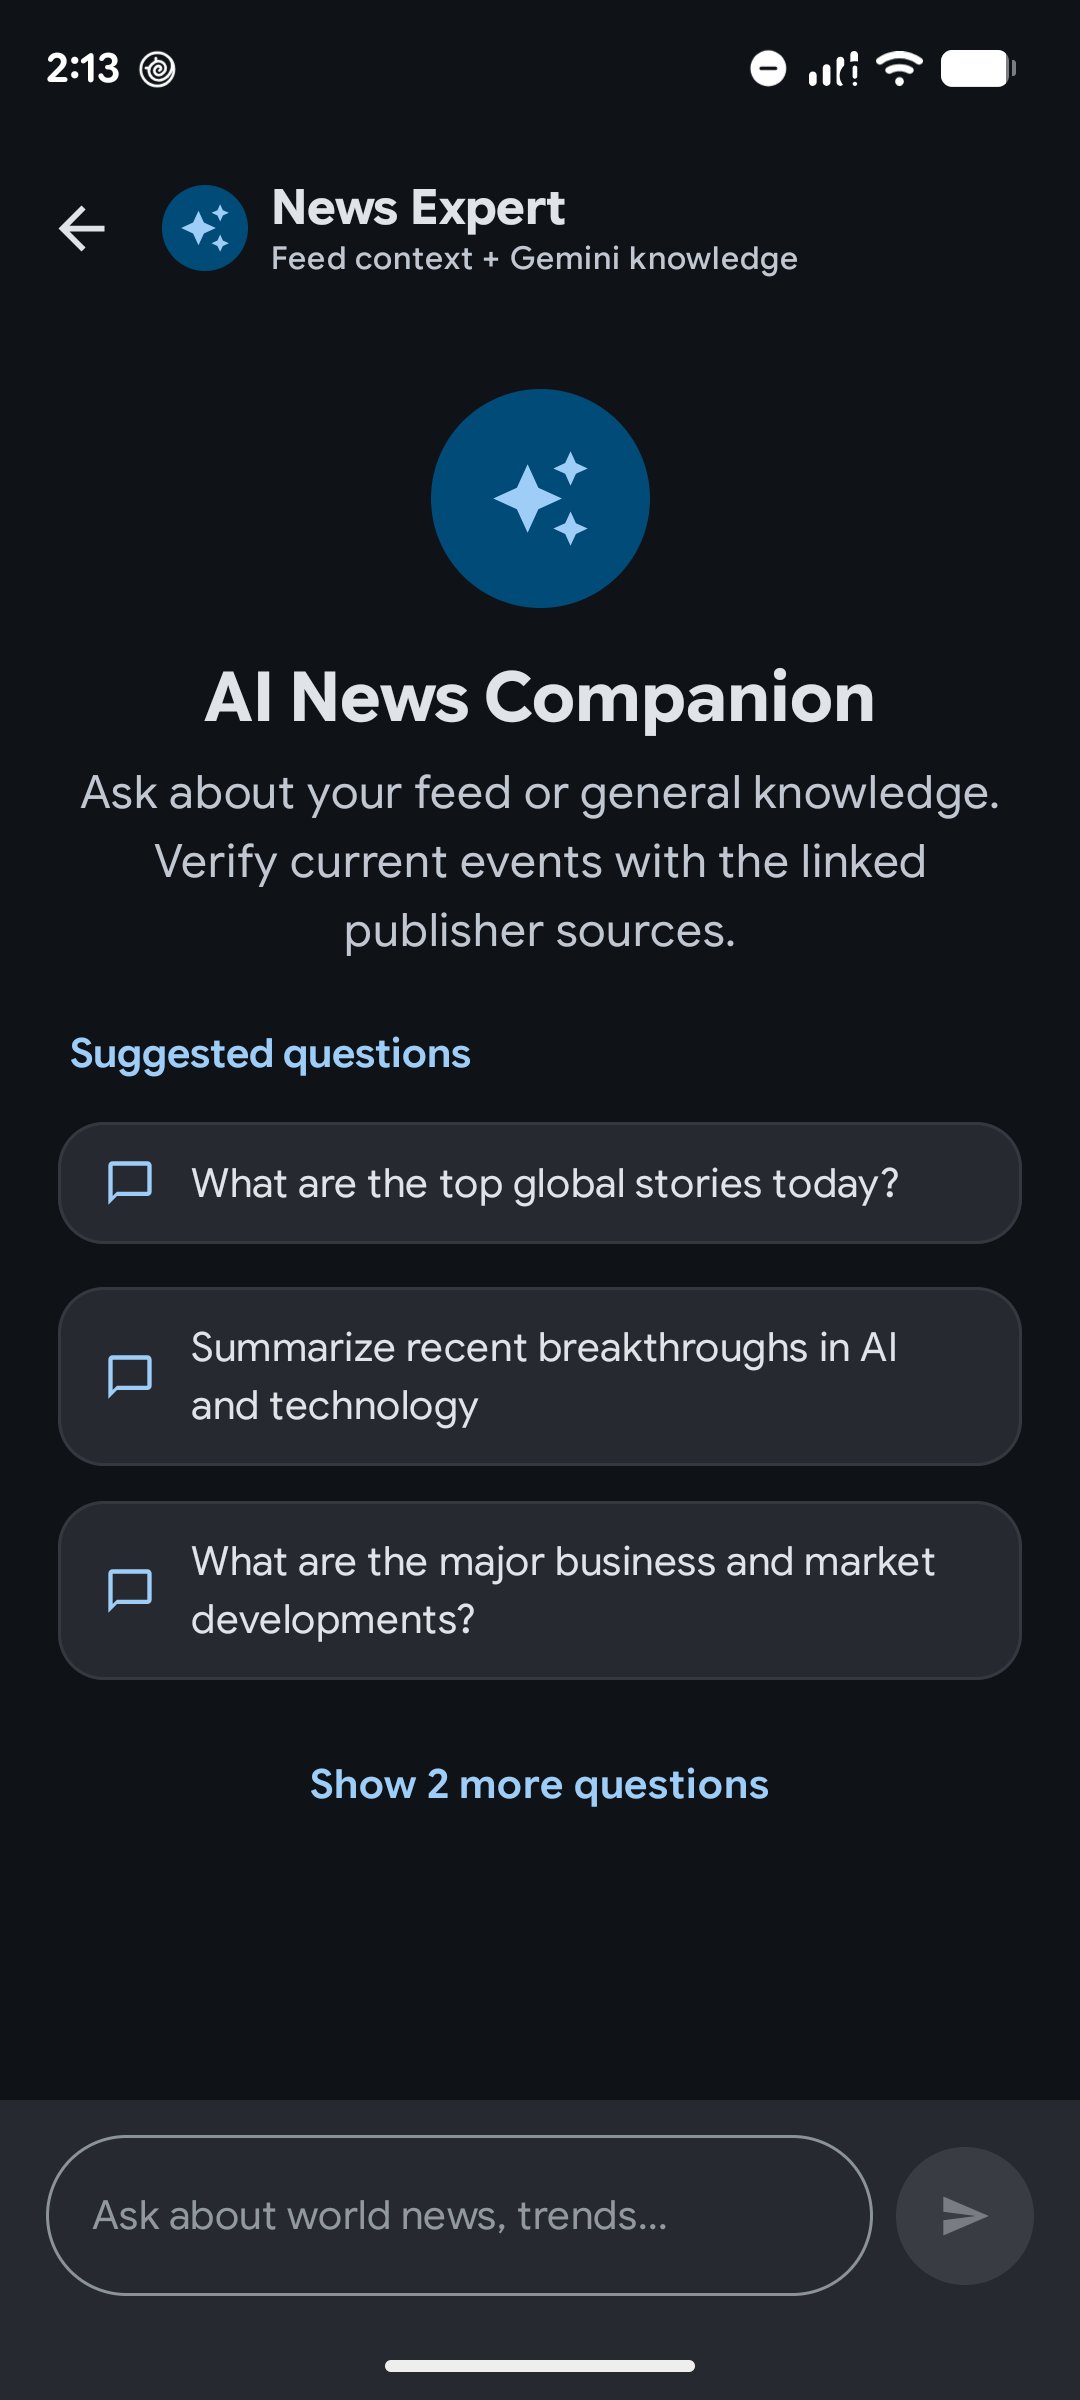 2:13
News Expert
Feed context + Gemini knowledge
AI News Companion
Ask about your feed or general knowledge.
Verify current events with the linked
publisher sources.
Suggested questions
What are the top global stories today?
Summarize recent breakthroughs in AI
and technology
What are the major business and market
developments?
Show 2 more questions
Ask about world news, trends...